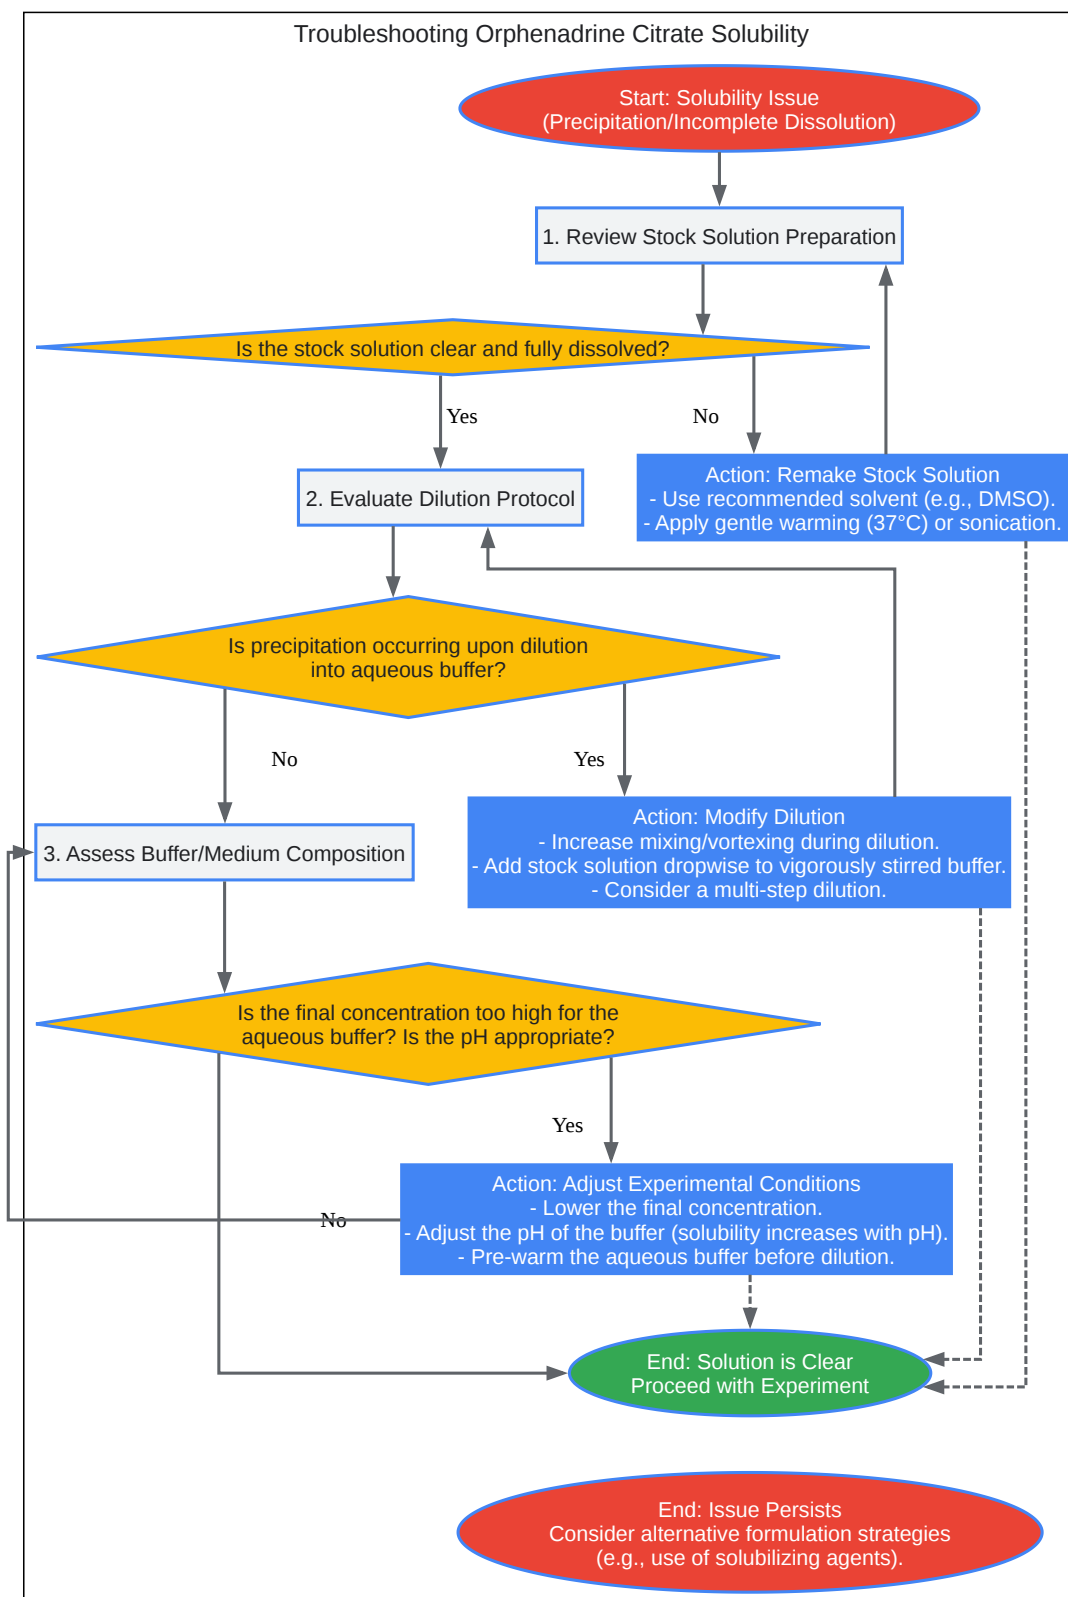 Troubleshooting Orphenadrine Citrate Solubility
Start: Solubility Issue
(Precipitation/Incomplete Dissolution)
1. Review Stock Solution Preparation
Is the stock solution clear and fully dissolved?
Yes
No
Action: Remake Stock Solution
- Use recommended solvent (e.g., DMSO).
- Apply gentle warming (37°C) or sonication.
2. Evaluate Dilution Protocol
Is precipitation occurring upon dilution
into aqueous buffer?
No
Yes
Action: Modify Dilution
- Increase mixing/vortexing during dilution.
- Add stock solution dropwise to vigorously stirred buffer.
- Consider a multi-step dilution.
3. Assess Buffer/Medium Composition
Is the final concentration too high for the
aqueous buffer? Is the pH appropriate?
Yes
No
Action: Adjust Experimental Conditions
- Lower the final concentration.
- Adjust the pH of the buffer (solubility increases with pH).
- Pre-warm the aqueous buffer before dilution.
End: Solution is Clear
Proceed with Experiment
End: Issue Persists
Consider alternative formulation strategies
(e.g., use of solubilizing agents).